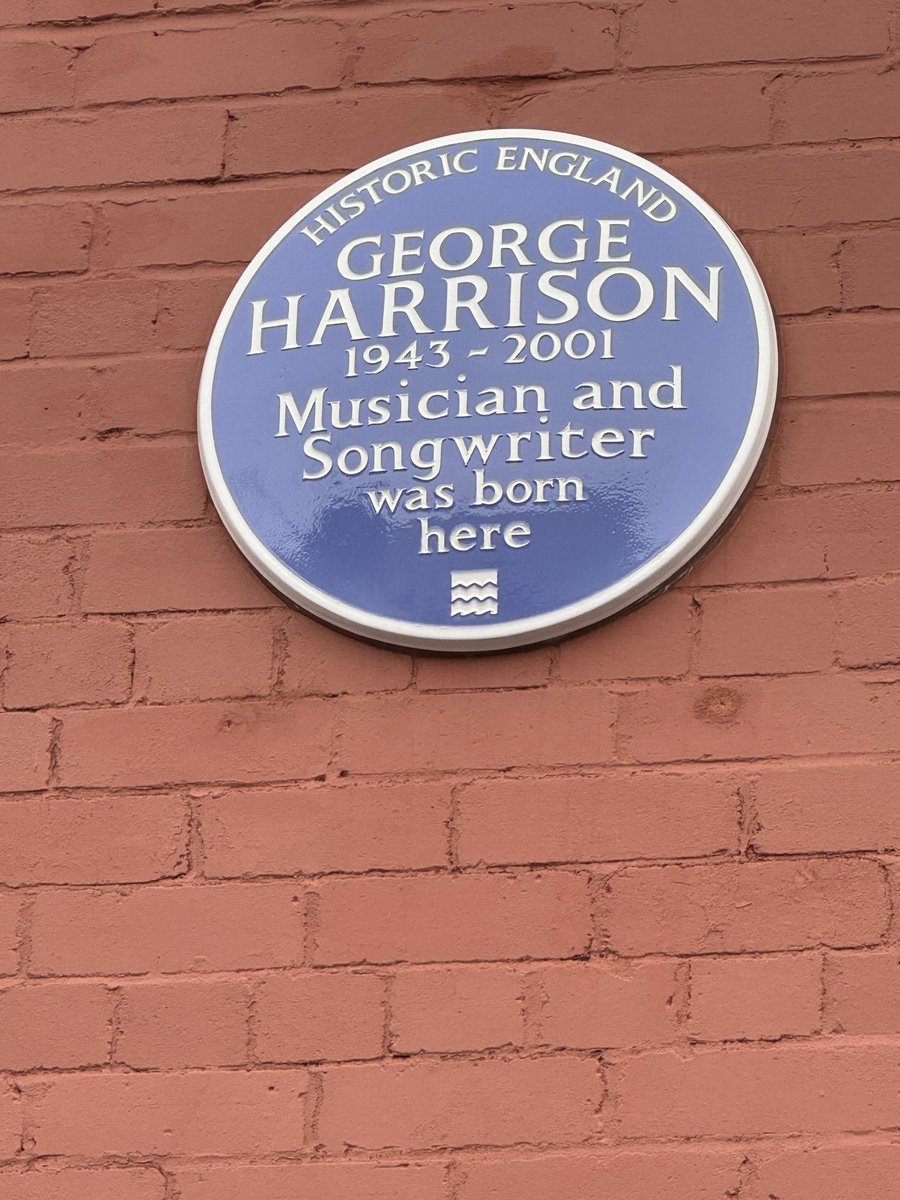 HISTORIC ENGLAND
GEORGE
HARRISON
1943 - 2001
Musician and
Songwriter
was born
here